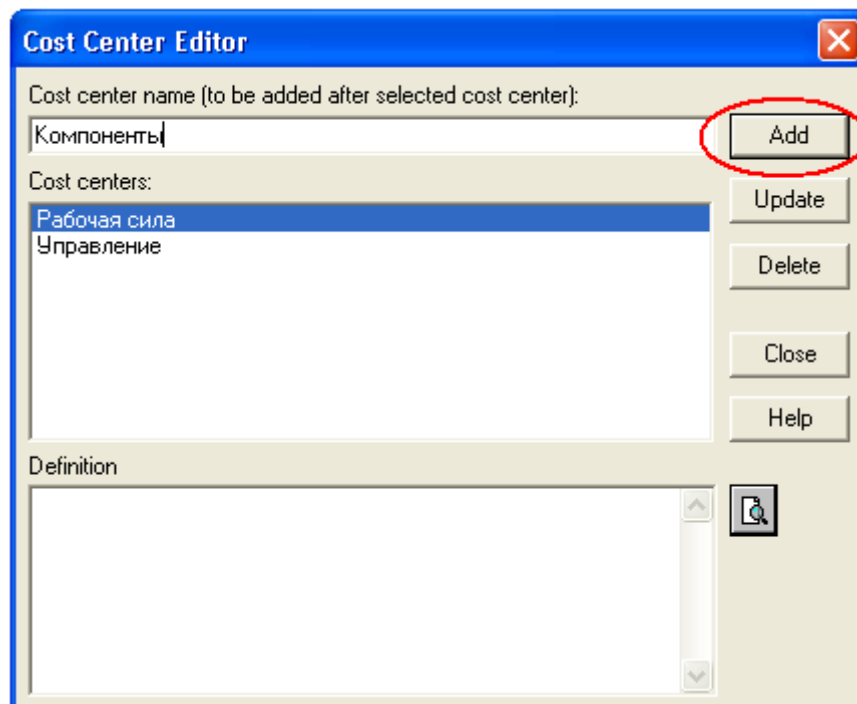 Cost Center Editor
Cost center name (to be added after selected cost center):
Компоненты
Add
Cost centers:
Update
Рабочая сила
Управление
Delete
Close
Help
Definition